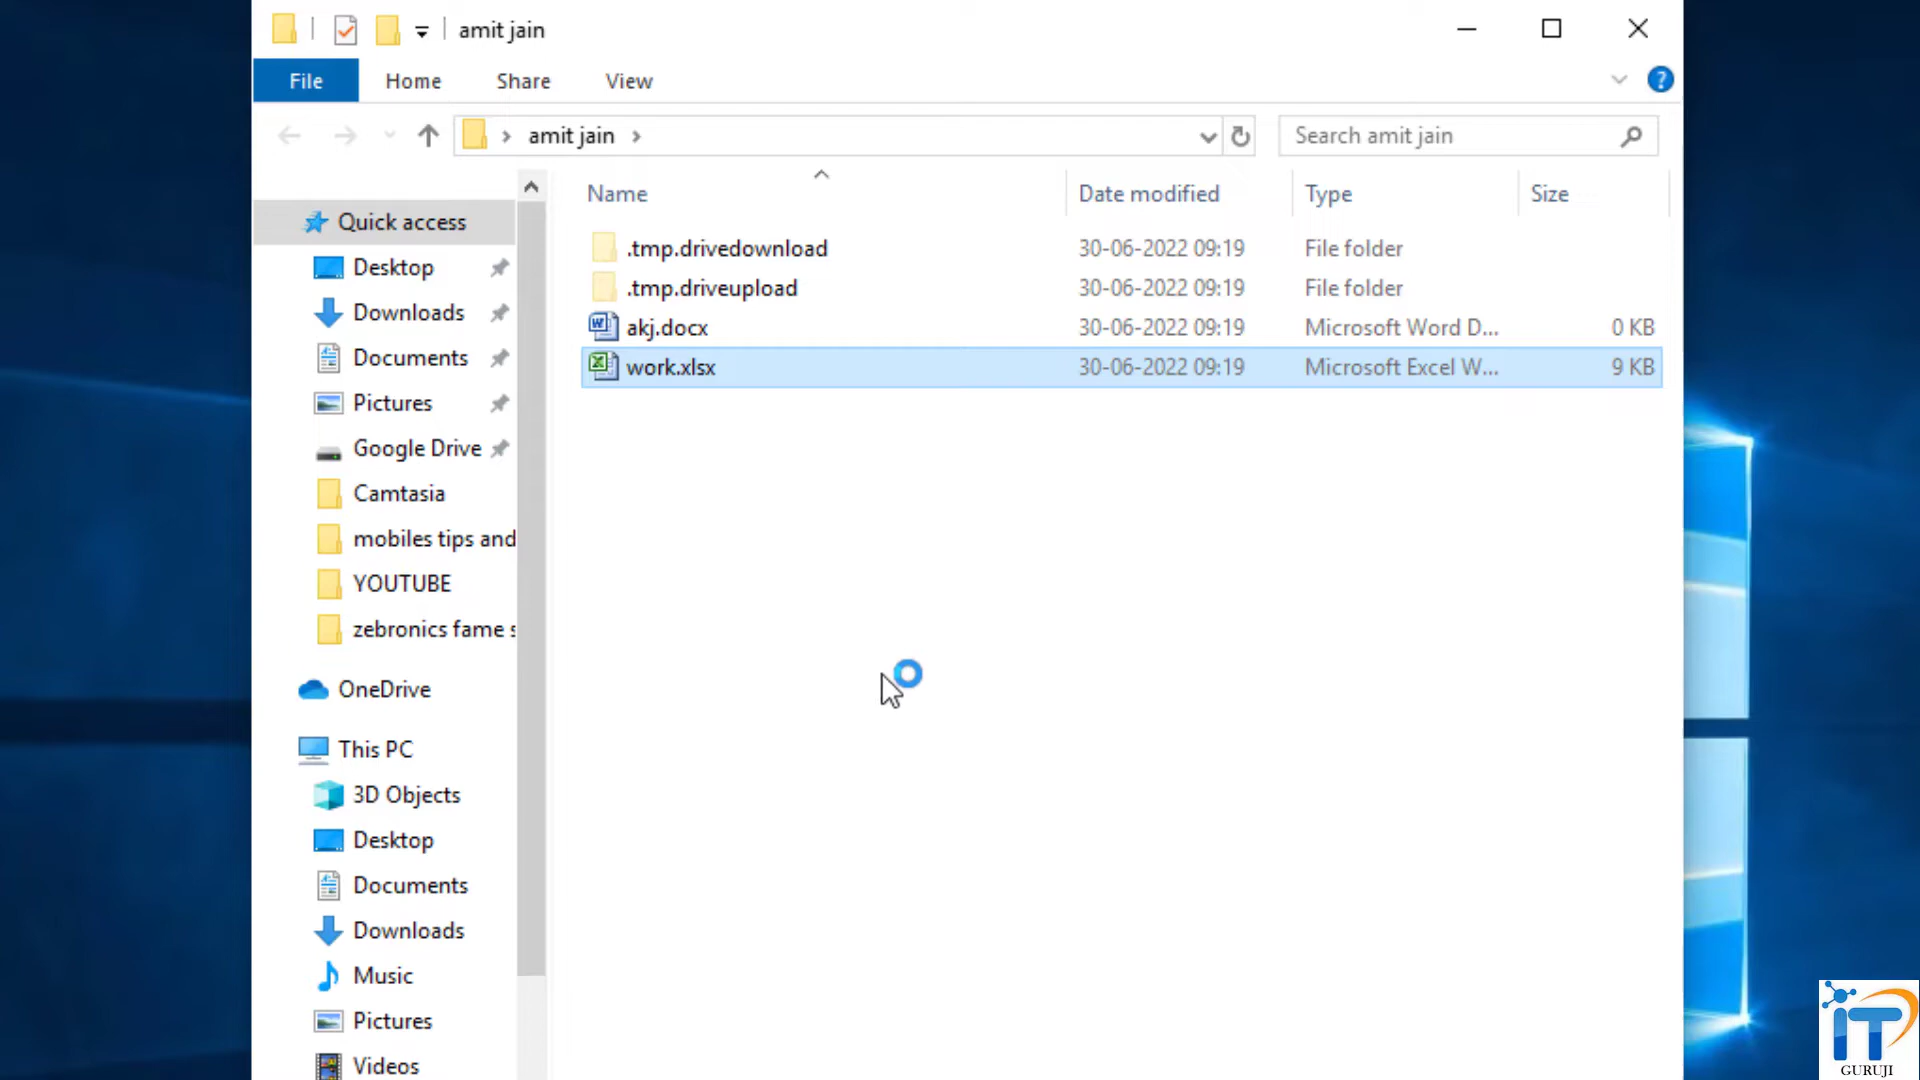 amit jain
File Home Share View
amit jain
Search amit jain
Name Date modified Type Size
.tmp.drivedownload 30-06-2022 09:19 File folder
.tmp.driveupload 30-06-2022 09:19 File folder
akj.docx 30-06-2022 09:19 Microsoft Word D... 0 KB
work.xlsx 30-06-2022 09:19 Microsoft Excel W... 9 KB
Quick access
Desktop
Downloads
Documents
Pictures
Google Drive
Camtasia
mobiles tips and
YOUTUBE
zebronics fame s
OneDrive
This PC
3D Objects
Desktop
Documents
Downloads
Music
Pictures
Videos
iT
GURUJI